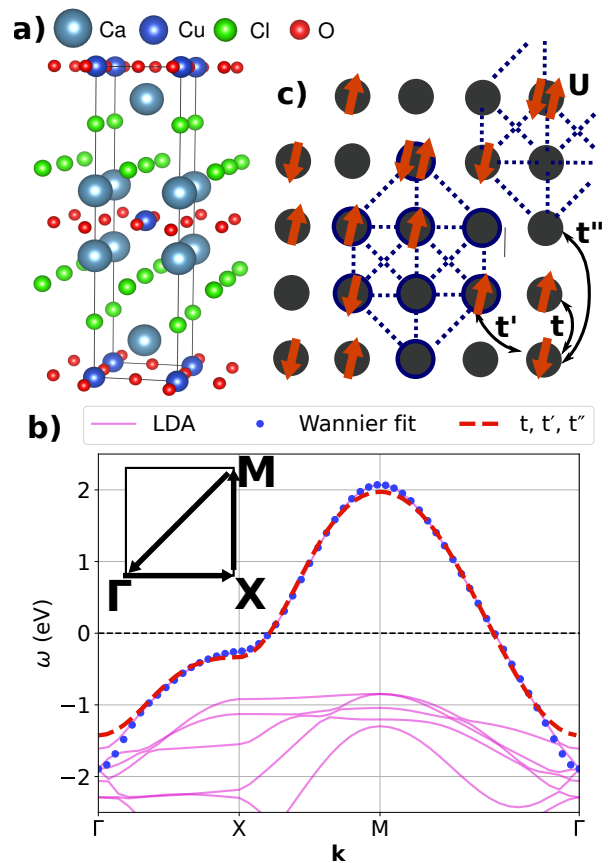 a)
Ca Cu Cl O
c)
U
t"
t'
t
b)
LDA Wannier fit t, t′, t″
M
Γ
X
2
1
0
−1
−2
ω (eV)
Γ X M Γ
k